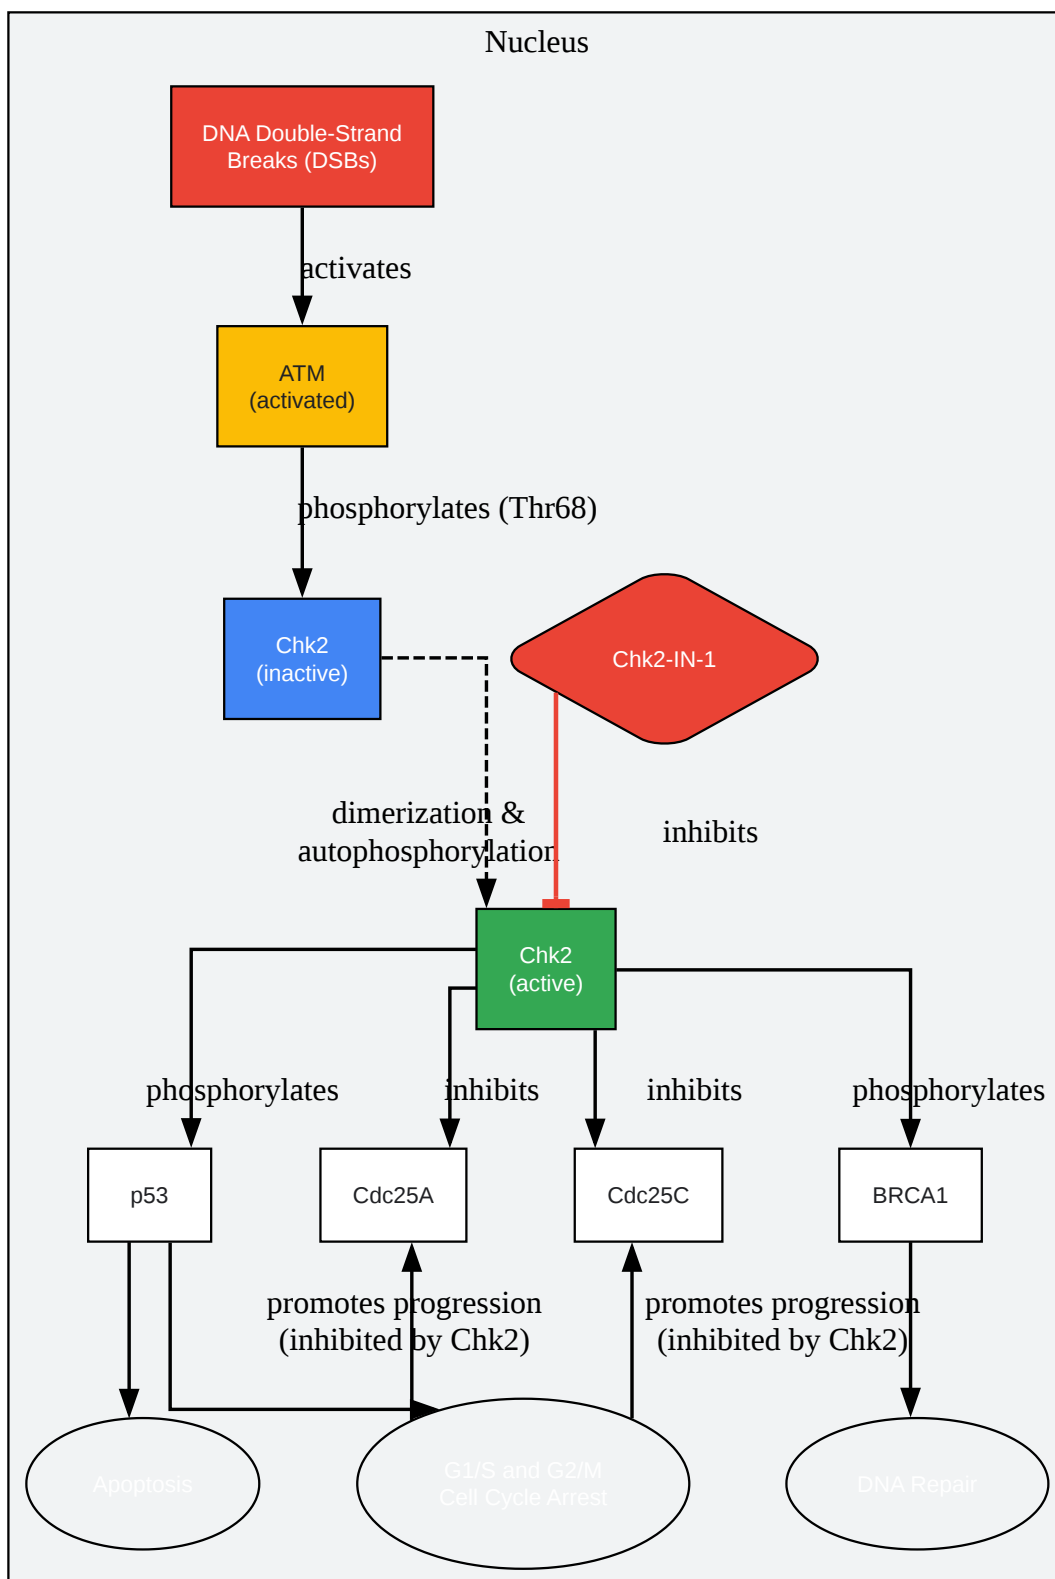 Nucleus
DNA Double-Strand
Breaks (DSBs)
activates
ATM
(activated)
phosphorylates (Thr68)
Chk2
(inactive)
Chk2-IN-1
dimerization &
autophosphorylation
inhibits
Chk2
(active)
phosphorylates
inhibits
inhibits
phosphorylates
p53
Cdc25A
Cdc25C
BRCA1
promotes progression
(inhibited by Chk2)
promotes progression
(inhibited by Chk2)
Apoptosis
G1/S and G2/M
Cell Cycle Arrest
DNA Repair